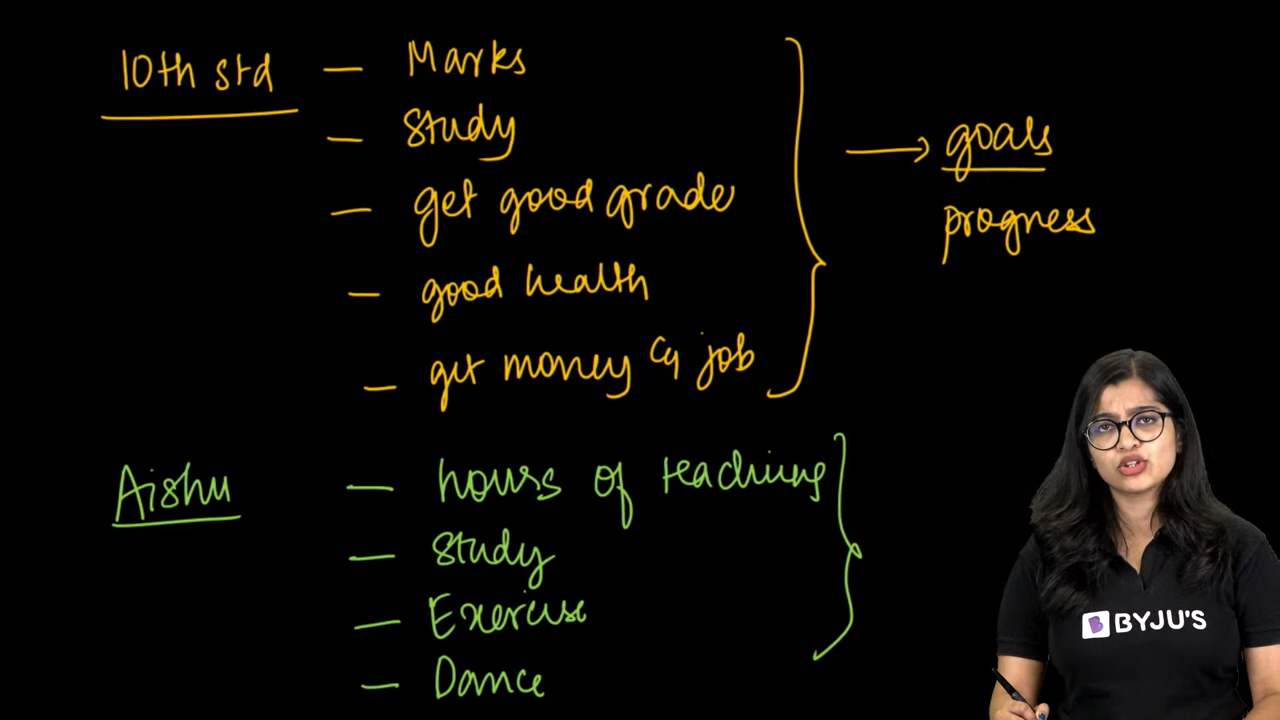 10th std — Marks
— study
— get good grade
— good health
— get money job
→ goals
progress
Aishu — hours of teaching
— study
— Exercise
— Dance
BYJU'S